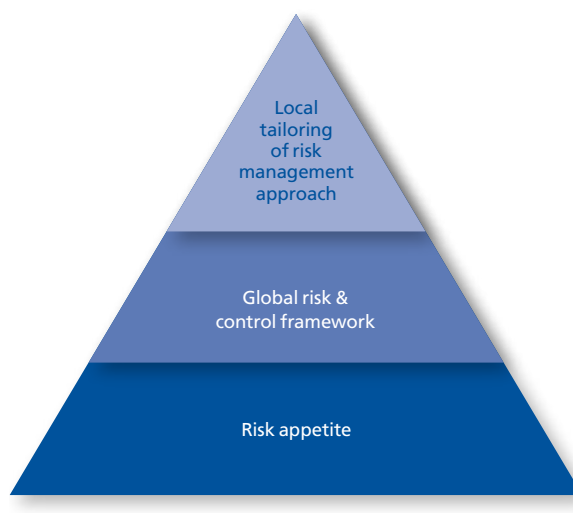 Local
tailoring
of risk
management
approach
Global risk &
control framework
Risk appetite